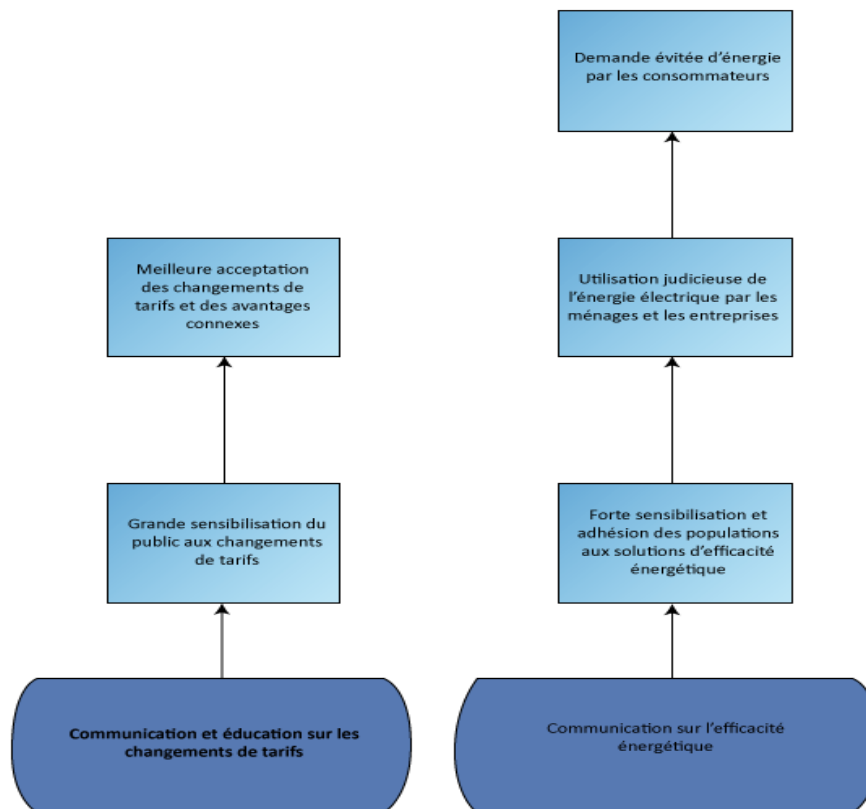 Demande évitée d'énergie
par les consommateurs
Meilleure acceptation
des changements de
tarifs et des avantages
connexes
Utilisation judicieuse de
l'énergie électrique par les
ménages et les entreprises
Grande sensibilisation du
public aux changements
de tarifs
Forte sensibilisation et
adhésion des populations
aux solutions d'efficacité
énergétique
Communication et éducation sur les
changements de tarifs
Communication sur l'efficacité
énergétique